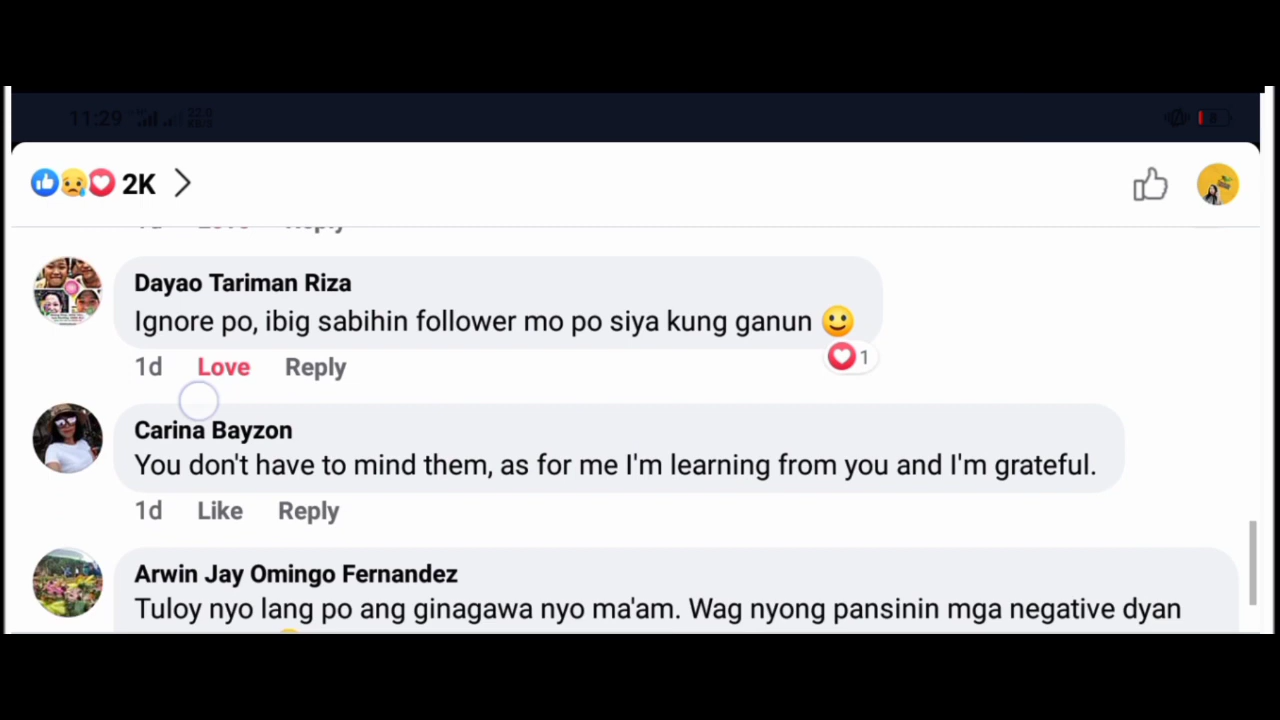 11:29
2K
Dayao Tariman Riza
Ignore po, ibig sabihin follower mo po siya kung ganun 🙂
1
1d Love Reply
Carina Bayzon
You don't have to mind them, as for me I'm learning from you and I'm grateful.
1d Like Reply
Arwin Jay Omingo Fernandez
Tuloy nyo lang po ang ginagawa nyo ma'am. Wag nyong pansinin mga negative dyan